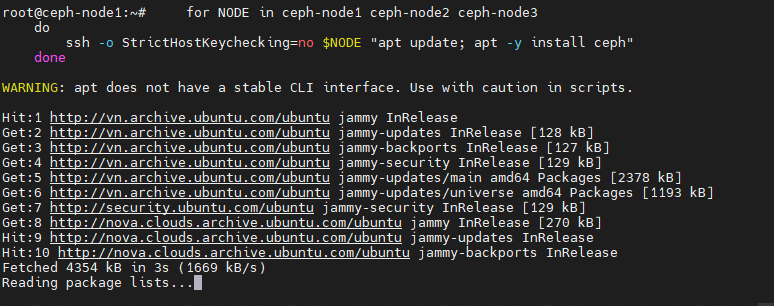 root@ceph-node1:~#     for NODE in ceph-node1 ceph-node2 ceph-node3
    do
        ssh -o StrictHostKeychecking=no $NODE "apt update; apt -y install ceph"
    done
WARNING: apt does not have a stable CLI interface. Use with caution in scripts.
Hit:1 http://vn.archive.ubuntu.com/ubuntu jammy InRelease
Get:2 http://vn.archive.ubuntu.com/ubuntu jammy-updates InRelease [128 kB]
Get:3 http://vn.archive.ubuntu.com/ubuntu jammy-backports InRelease [127 kB]
Get:4 http://vn.archive.ubuntu.com/ubuntu jammy-security InRelease [129 kB]
Get:5 http://vn.archive.ubuntu.com/ubuntu jammy-updates/main amd64 Packages [2378 kB]
Get:6 http://vn.archive.ubuntu.com/ubuntu jammy-updates/universe amd64 Packages [1193 kB]
Get:7 http://security.ubuntu.com/ubuntu jammy-security InRelease [129 kB]
Get:8 http://nova.clouds.archive.ubuntu.com/ubuntu jammy InRelease [270 kB]
Hit:9 http://nova.clouds.archive.ubuntu.com/ubuntu jammy-updates InRelease
Hit:10 http://nova.clouds.archive.ubuntu.com/ubuntu jammy-backports InRelease
Fetched 4354 kB in 3s (1669 kB/s)
Reading package lists...